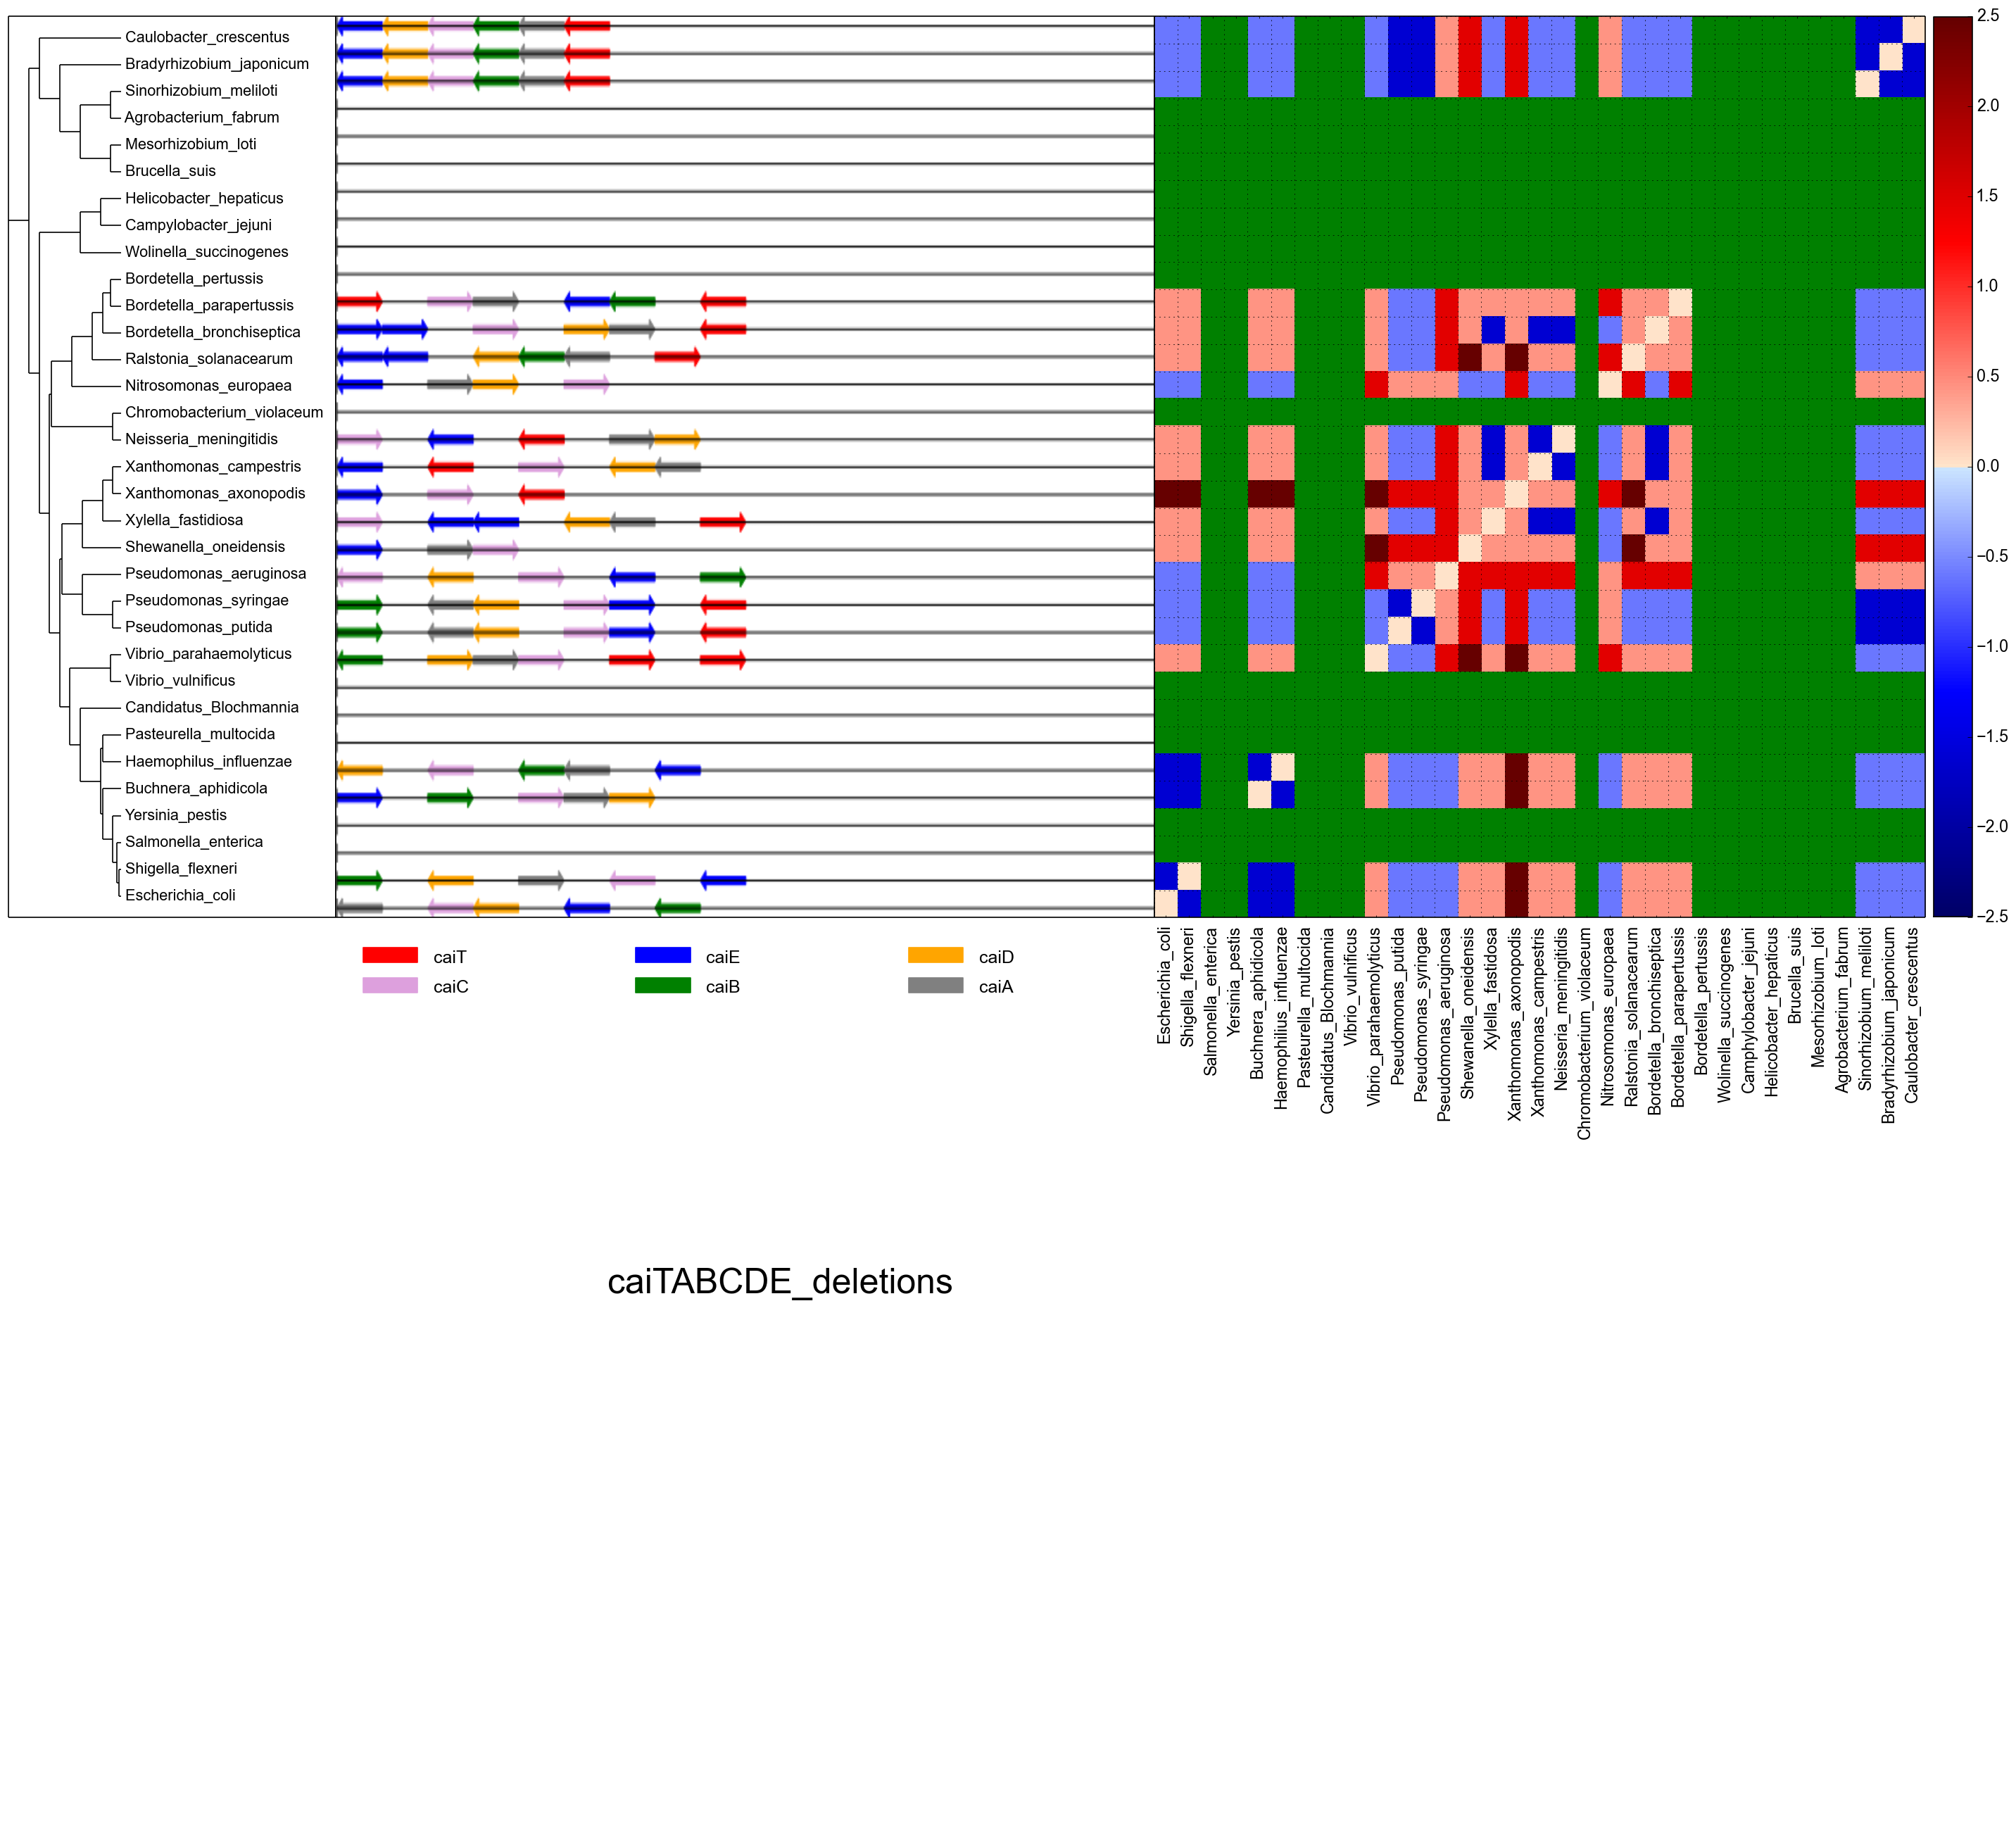 Caulobacter_crescentus
Bradyrhizobium_japonicum
Sinorhizobium_meliloti
Agrobacterium_fabrum
Mesorhizobium_loti
Brucella_suis
Helicobacter_hepaticus
Campylobacter_jejuni
Wolinella_succinogenes
Bordetella_pertussis
Bordetella_parapertussis
Bordetella_bronchiseptica
Ralstonia_solanacearum
Nitrosomonas_europaea
Chromobacterium_violaceum
Neisseria_meningitidis
Xanthomonas_campestris
Xanthomonas_axonopodis
Xylella_fastidiosa
Shewanella_oneidensis
Pseudomonas_aeruginosa
Pseudomonas_syringae
Pseudomonas_putida
Vibrio_parahaemolyticus
Vibrio_vulnificus
Candidatus_Blochmannia
Pasteurella_multocida
Haemophilus_influenzae
Buchnera_aphidicola
Yersinia_pestis
Salmonella_enterica
Shigella_flexneri
Escherichia_coli
2.5
2.0
1.5
1.0
0.5
0.0
−0.5
−1.0
−1.5
−2.0
−2.5
caiT
caiE
caiD
caiC
caiB
caiA
Escherichia_coli
Shigella_flexneri
Salmonella_enterica
Yersinia_pestis
Buchnera_aphidicola
Haemophilius_influenzae
Pasteurella_multocida
Candidatus_Blochmannia
Vibrio_vulnificus
Vibrio_parahaemolyticus
Pseudomonas_putida
Pseudomonas_syringae
Pseudomonas_aeruginosa
Shewanella_oneidensis
Xylella_fastidosa
Xanthomonas_axonopodis
Xanthomonas_campestris
Neisseria_meningitidis
Chromobacterium_violaceum
Nitrosomonas_europaea
Ralstonia_solanacearum
Bordetella_bronchiseptica
Bordetella_parapertussis
Bordetella_pertussis
Wolinella_succinogenes
Camphylobacter_jejuni
Helicobacter_hepaticus
Brucella_suis
Mesorhizobium_loti
Agrobacterium_fabrum
Sinorhizobium_meliloti
Bradyrhizobium_japonicum
Caulobacter_crescentus
caiTABCDE_deletions